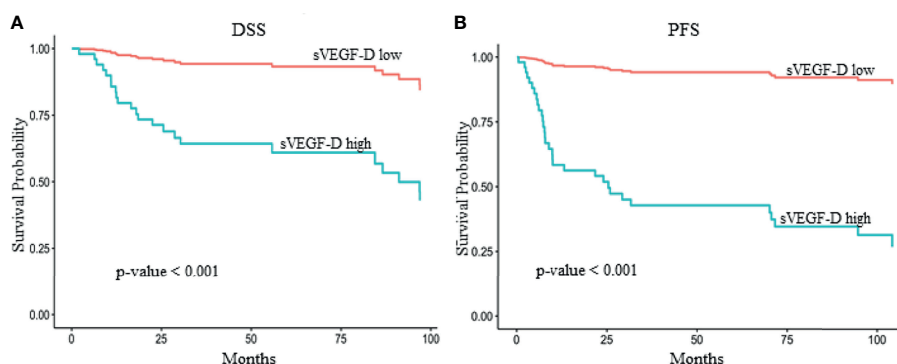 A
DSS
Survival Probability
1.00
0.75
0.50
0.25
0.00
sVEGF-D low
sVEGF-D high
p-value < 0.001
0
25
50
75
100
Months
B
PFS
Survival Probability
1.00
0.75
0.50
0.25
0.00
sVEGF-D low
sVEGF-D high
p-value < 0.001
0
25
50
75
100
Months